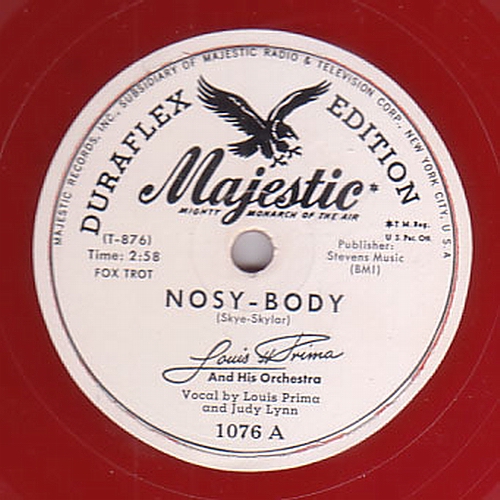 MAJESTIC RECORDS, INC., SUBSIDIARY OF MAJESTIC RADIO & TELEVISION CORP., NEW YORK CITY, U.S.A
DURAFLEX EDITION
Majestic*
MIGHTY MONARCH OF THE AIR
*T.M. Reg.
U.S. Pat. Off.
(T-876)
Time: 2:58
FOX TROT
Publisher:
Stevens Music
(BMI)
NOSY-BODY
(Skye-Skylar)
Louis Prima
And His Orchestra
Vocal by Louis Prima
and Judy Lynn
1076 A